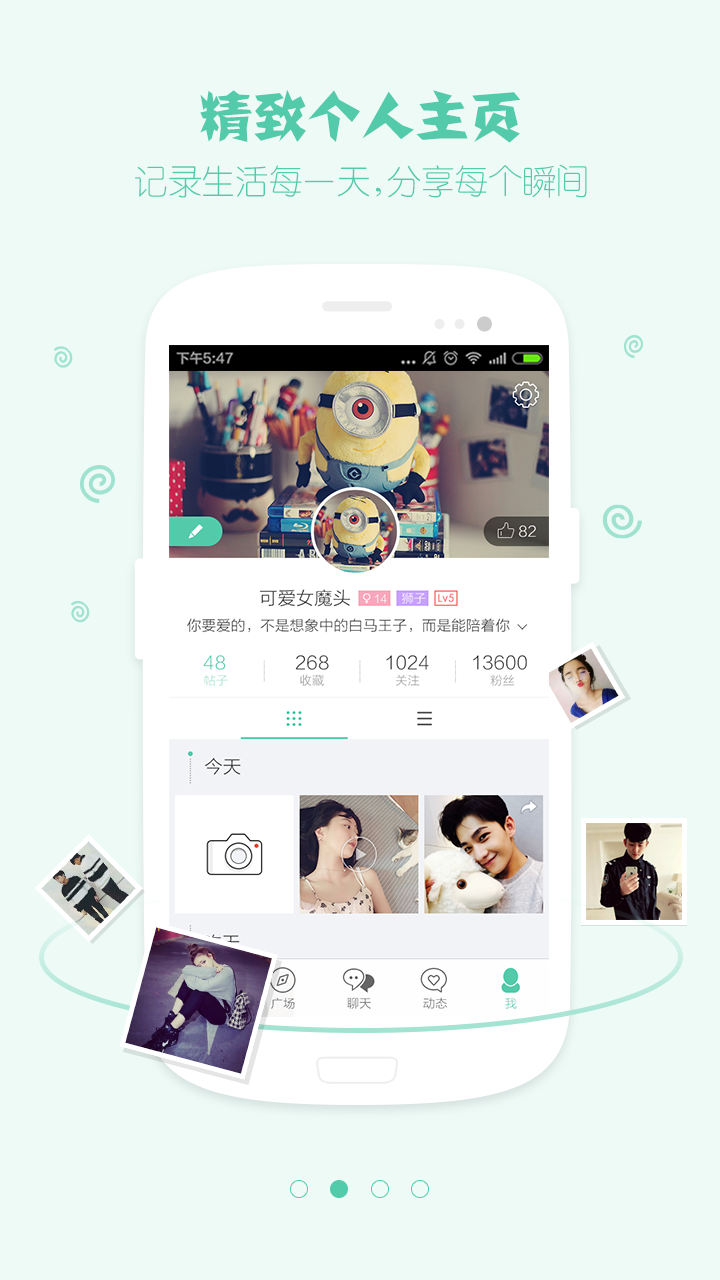 精致个人主页
记录生活每一天,分享每个瞬间
下午5:47
82
可爱女魔头 ♀14 狮子 Lv5
你要爱的，不是想象中的白马王子，而是能陪着你
48 268 1024 13600
帖子 收藏 关注 粉丝
今天
广场 聊天 动态 我